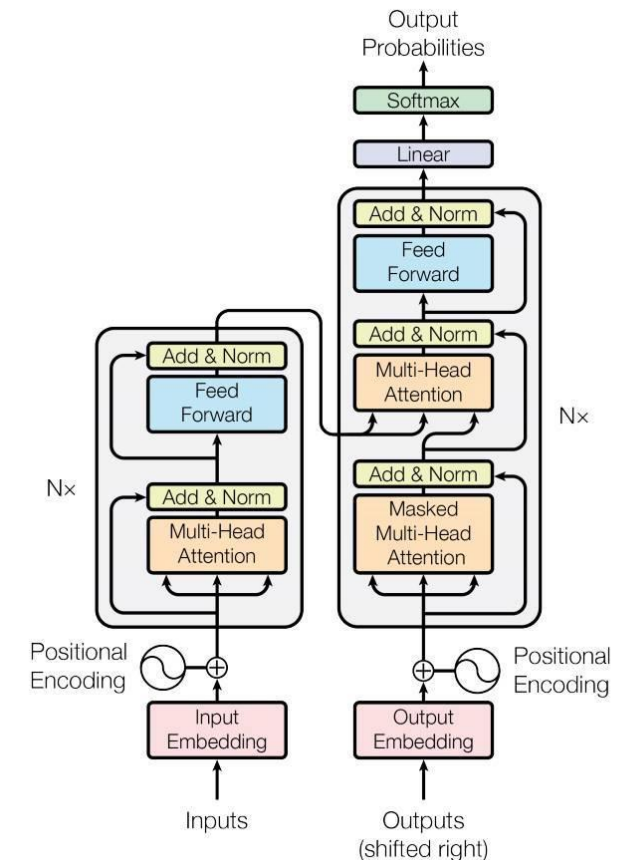 Output
Probabilities
Softmax
Linear
Add & Norm
Feed
Forward
Add & Norm
Multi-Head
Attention
Add & Norm
Masked
Multi-Head
Attention
Nx
Add & Norm
Feed
Forward
Add & Norm
Multi-Head
Attention
Nx
Positional
Encoding
Positional
Encoding
Input
Embedding
Output
Embedding
Inputs
Outputs
(shifted right)